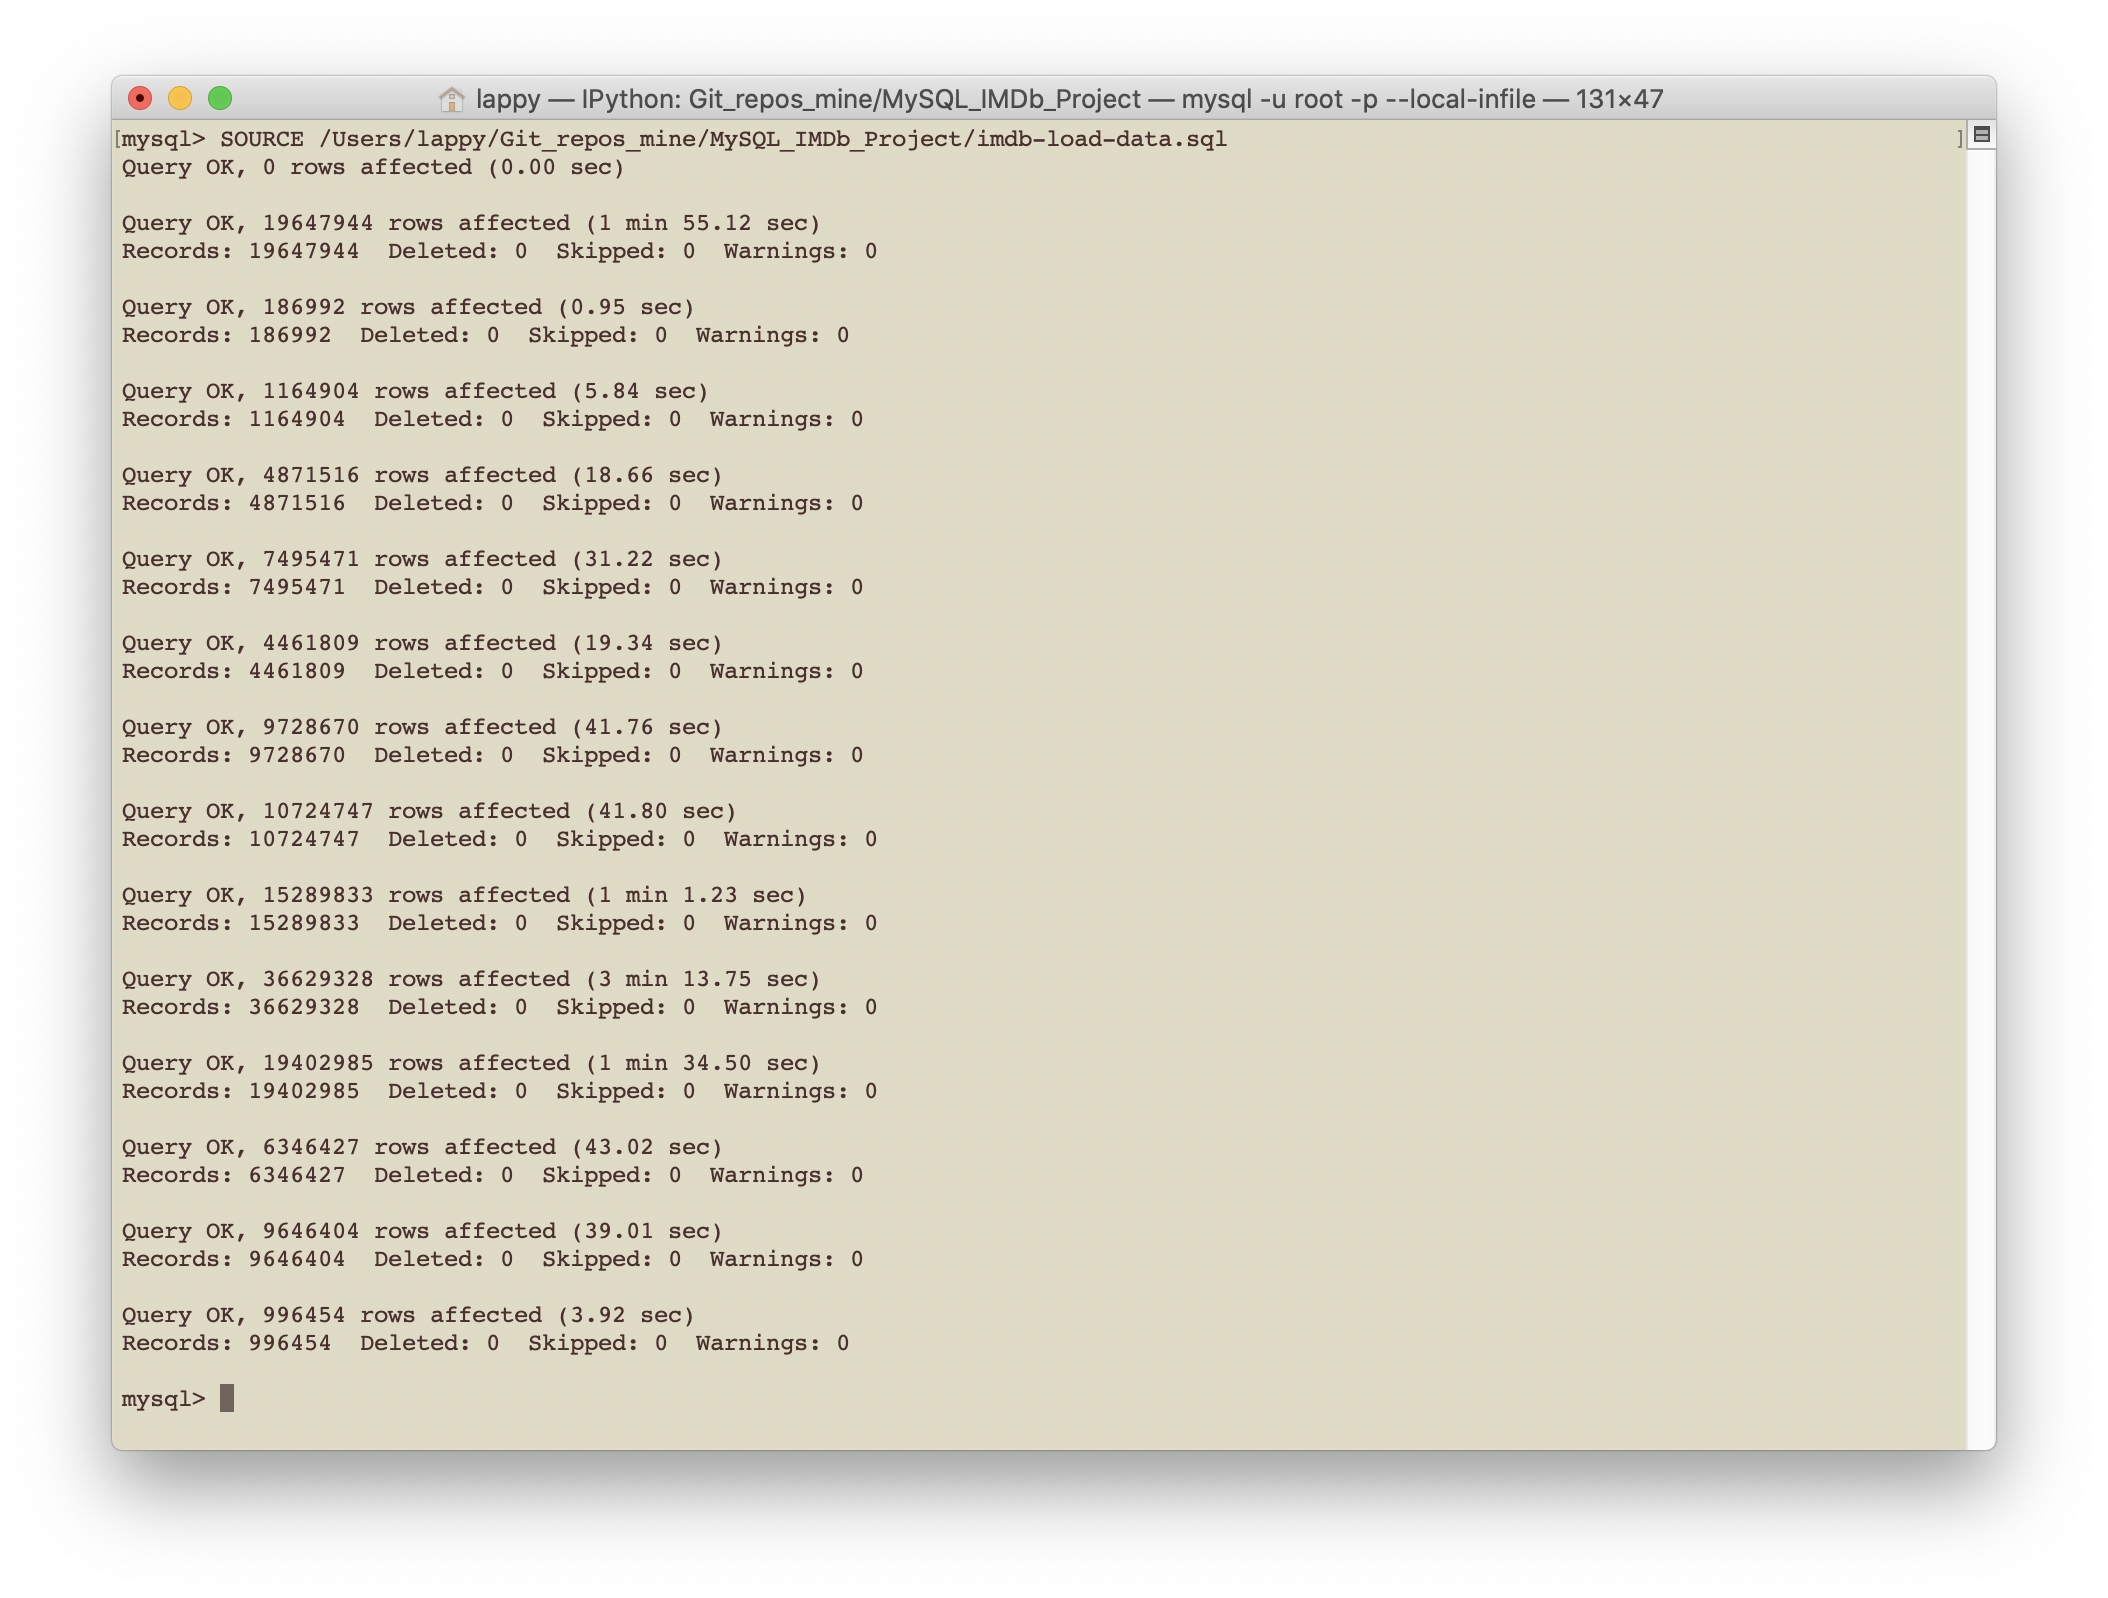 lappy — IPython: Git_repos_mine/MySQL_IMDb_Project — mysql -u root -p --local-infile — 131×47
[mysql> SOURCE /Users/lappy/Git_repos_mine/MySQL_IMDb_Project/imdb-load-data.sql ]
Query OK, 0 rows affected (0.00 sec)
Query OK, 19647944 rows affected (1 min 55.12 sec)
Records: 19647944  Deleted: 0  Skipped: 0  Warnings: 0
Query OK, 186992 rows affected (0.95 sec)
Records: 186992  Deleted: 0  Skipped: 0  Warnings: 0
Query OK, 1164904 rows affected (5.84 sec)
Records: 1164904  Deleted: 0  Skipped: 0  Warnings: 0
Query OK, 4871516 rows affected (18.66 sec)
Records: 4871516  Deleted: 0  Skipped: 0  Warnings: 0
Query OK, 7495471 rows affected (31.22 sec)
Records: 7495471  Deleted: 0  Skipped: 0  Warnings: 0
Query OK, 4461809 rows affected (19.34 sec)
Records: 4461809  Deleted: 0  Skipped: 0  Warnings: 0
Query OK, 9728670 rows affected (41.76 sec)
Records: 9728670  Deleted: 0  Skipped: 0  Warnings: 0
Query OK, 10724747 rows affected (41.80 sec)
Records: 10724747  Deleted: 0  Skipped: 0  Warnings: 0
Query OK, 15289833 rows affected (1 min 1.23 sec)
Records: 15289833  Deleted: 0  Skipped: 0  Warnings: 0
Query OK, 36629328 rows affected (3 min 13.75 sec)
Records: 36629328  Deleted: 0  Skipped: 0  Warnings: 0
Query OK, 19402985 rows affected (1 min 34.50 sec)
Records: 19402985  Deleted: 0  Skipped: 0  Warnings: 0
Query OK, 6346427 rows affected (43.02 sec)
Records: 6346427  Deleted: 0  Skipped: 0  Warnings: 0
Query OK, 9646404 rows affected (39.01 sec)
Records: 9646404  Deleted: 0  Skipped: 0  Warnings: 0
Query OK, 996454 rows affected (3.92 sec)
Records: 996454  Deleted: 0  Skipped: 0  Warnings: 0
mysql>